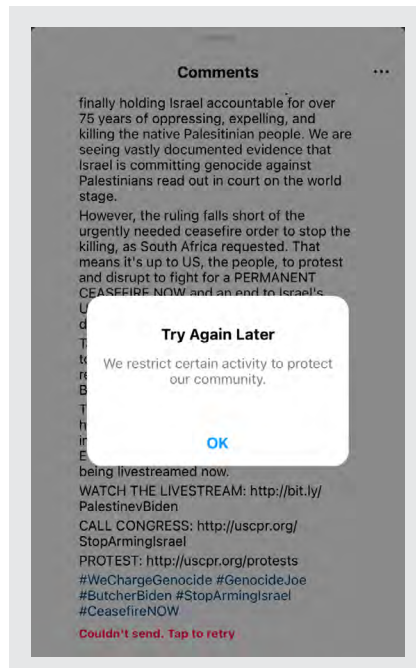 Comments
finally holding Israel accountable for over
75 years of oppressing, expelling, and
killing the native Palesitinian people. We are
seeing vastly documented evidence that
Israel is committing genocide against
Palestinians read out in court on the world
stage.
However, the ruling falls short of the
urgently needed ceasefire order to stop the
killing, as South Africa requested. That
means it's up to US, the people, to protest
and disrupt to fight for a PERMANENT
CEASEFIRE NOW and an end to Israel's
Try Again Later
We restrict certain activity to protect
our community.
OK
being livestreamed now.
WATCH THE LIVESTREAM: http://bit.ly/
PalestinevBiden
CALL CONGRESS: http://uscpr.org/
StopArmingIsrael
PROTEST: http://uscpr.org/protests
#WeChargeGenocide #GenocideJoe
#ButcherBiden #StopArmingIsrael
#CeasefireNOW
Couldn't send. Tap to retry